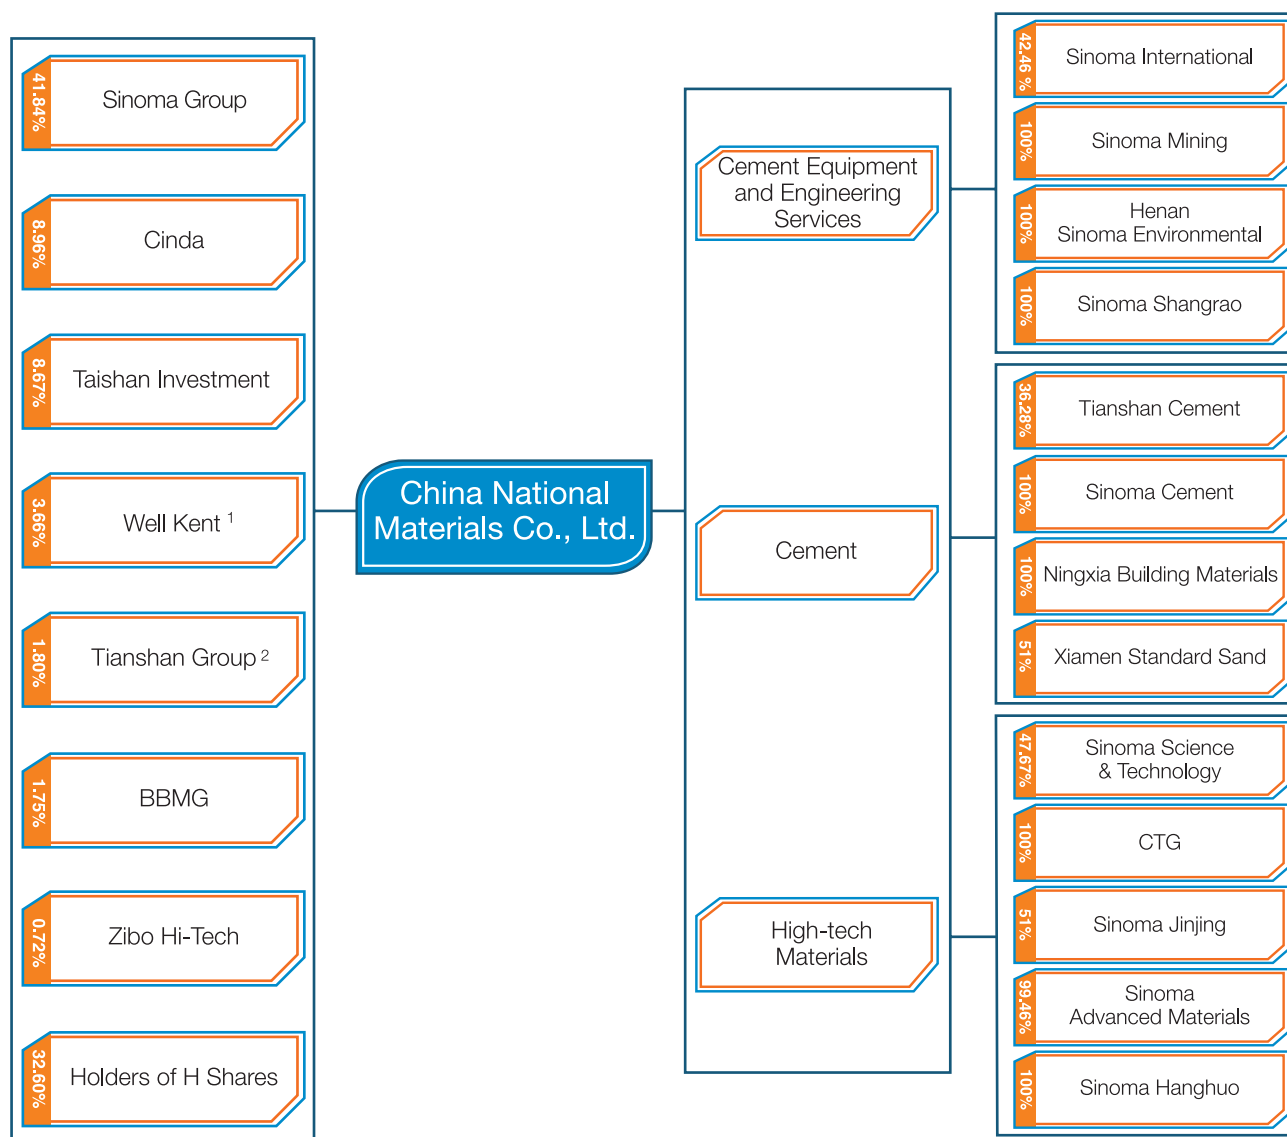 41.84%
Sinoma Group
8.96%
Cinda
8.67%
Taishan Investment
3.66%
Well Kent 1
1.80%
Tianshan Group 2
1.75%
BBMG
0.72%
Zibo Hi-Tech
32.60%
Holders of H Shares
China National
Materials Co., Ltd.
Cement Equipment
and Engineering
Services
Cement
High-tech
Materials
42.46 %
Sinoma International
100%
Sinoma Mining
100%
Henan
Sinoma Environmental
100%
Sinoma Shangrao
36.28%
Tianshan Cement
100%
Sinoma Cement
100%
Ningxia Building Materials
51%
Xiamen Standard Sand
47.67%
Sinoma Science
& Technology
100%
CTG
51%
Sinoma Jinjing
99.46%
Sinoma
Advanced Materials
100%
Sinoma Hanghuo